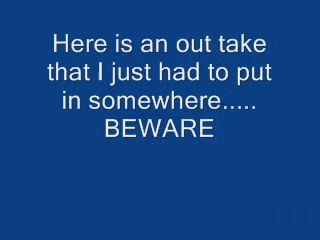 Here is an out take
that I just had to put
in somewhere.....
BEWARE